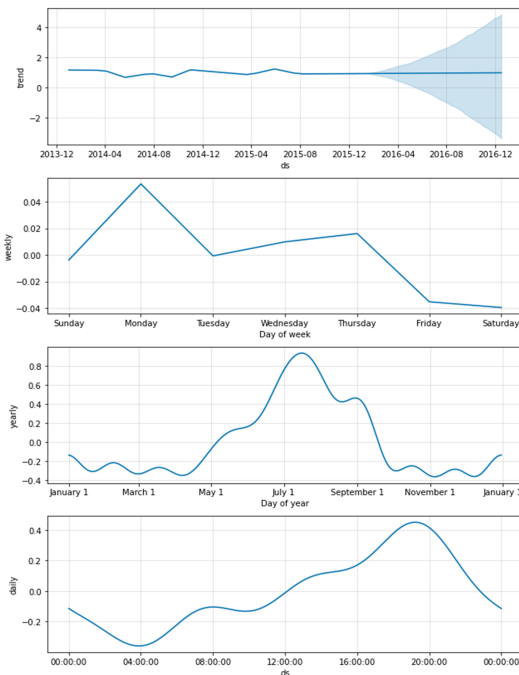 4
2
0
−2
trend
2013-12 2014-04 2014-08 2014-12 2015-04 2015-08 2015-12 2016-04 2016-08 2016-12
ds
0.04
0.02
0.00
−0.02
−0.04
weekly
Sunday Monday Tuesday Wednesday Thursday Friday Saturday
Day of week
0.8
0.6
0.4
0.2
0.0
−0.2
−0.4
yearly
January 1 March 1 May 1 July 1 September 1 November 1 January
Day of year
0.4
0.2
0.0
−0.2
daily
00:00:00 04:00:00 08:00:00 12:00:00 16:00:00 20:00:00 00:00:00
ds